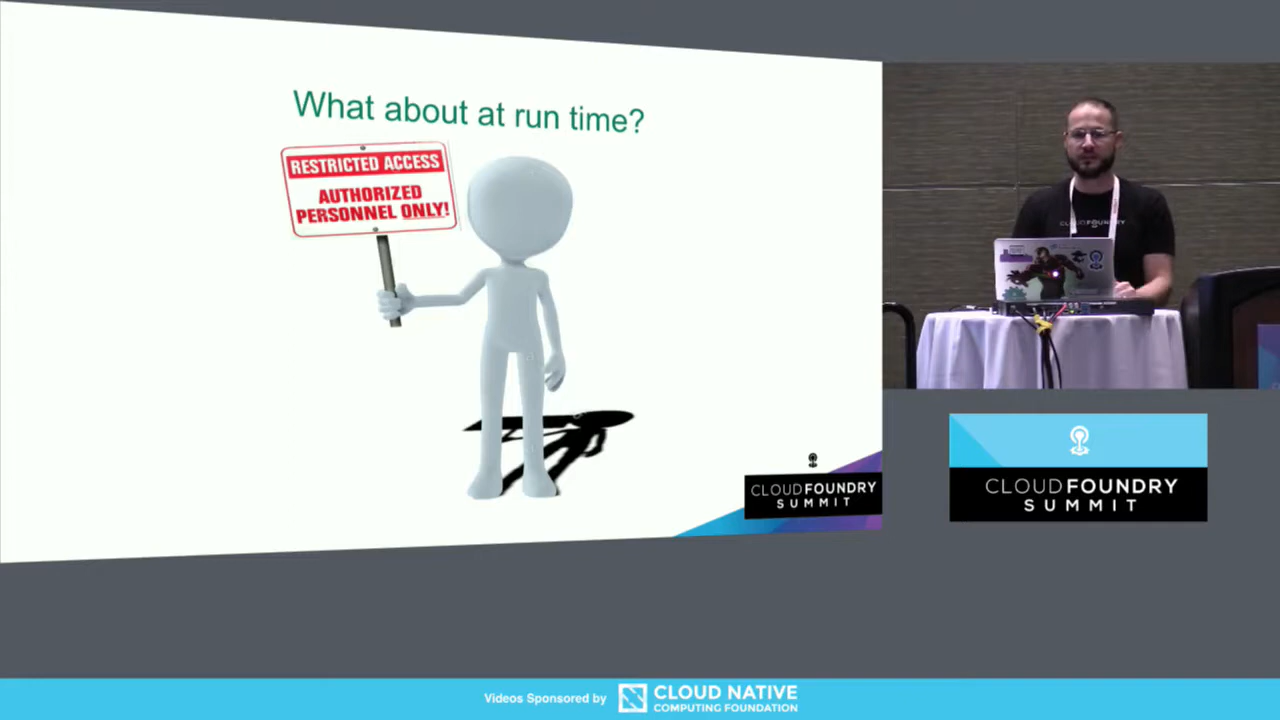 What about at run time?
RESTRICTED ACCESS
AUTHORIZED
PERSONNEL ONLY!
CLOUDFOUNDRY
SUMMIT
CLOUDFOUNDRY
CLOUDFOUNDRY
SUMMIT
Videos Sponsored by
CLOUD NATIVE
COMPUTING FOUNDATION